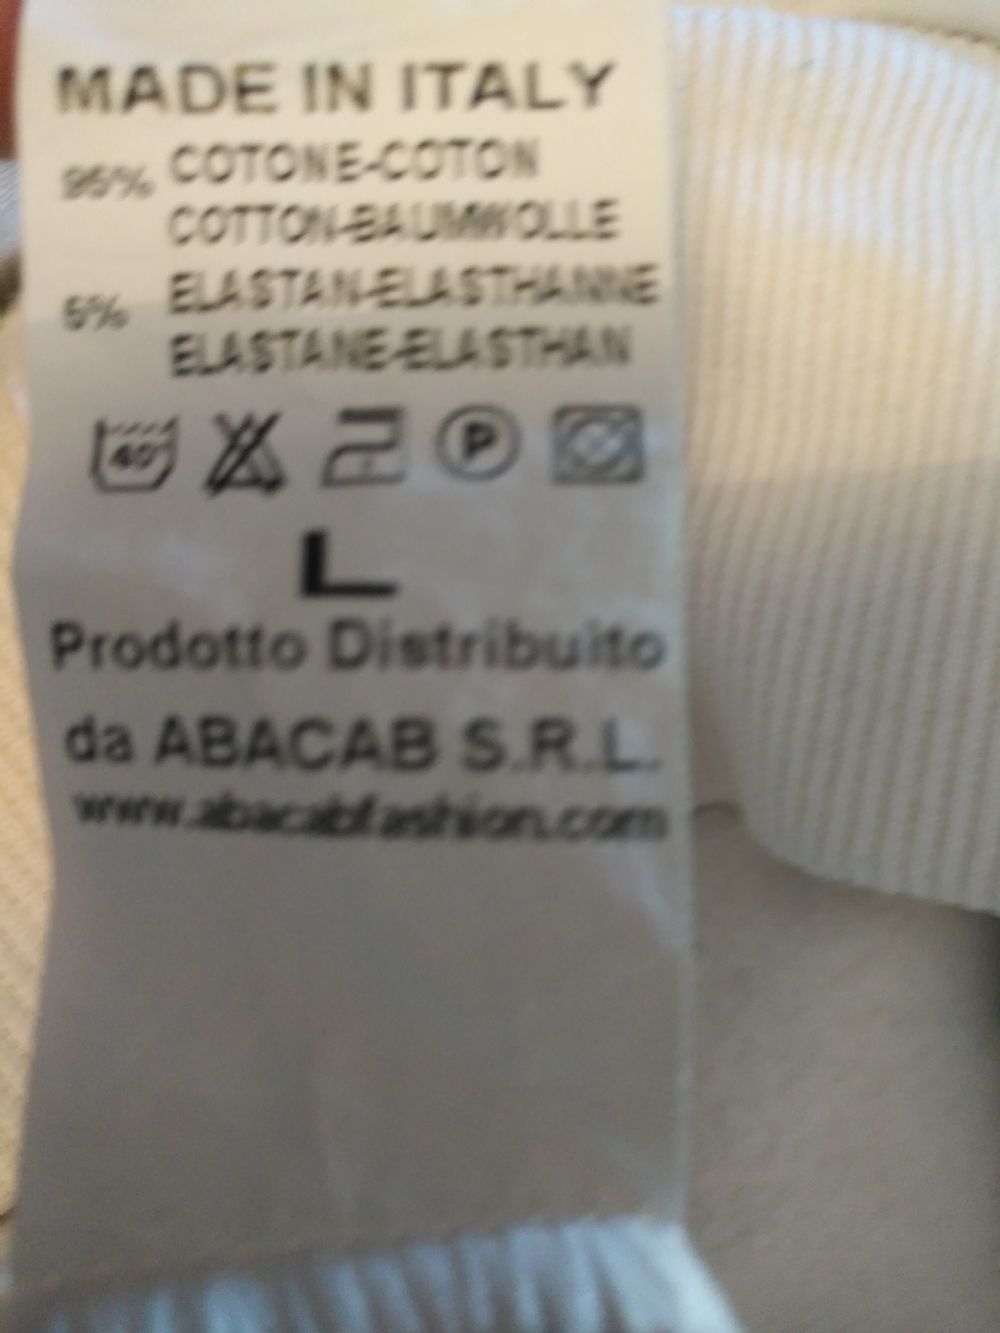 MADE IN ITALY
95% COTONE-COTON
COTTON-BAUMWOLLE
5% ELASTAN-ELASTHANNE
ELASTANE-ELASTHAN
40° P
L
Prodotto Distribuito
da ABACAB S.R.L.
www.abacabfashion.com